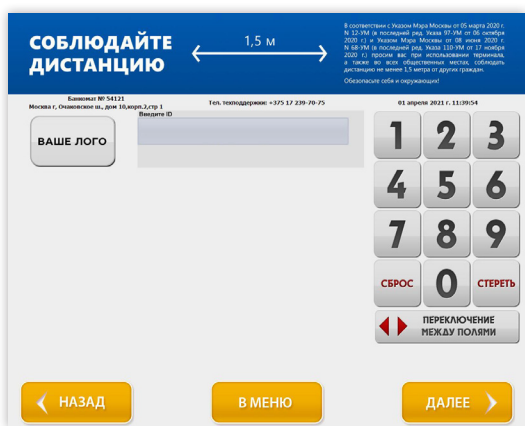 СОБЛЮДАЙТЕ
ДИСТАНЦИЮ
1,5 м
В соответствии с Указом Мэра Москвы от 05 марта 2020 г.
N 12-УМ (в последней ред. Указа 97-УМ от 06 октября
2020 г.) и Указом Мэра Москвы от 08 июня 2020 г.
N 68-УМ (в последней ред. Указа 110-УМ от 17 ноября
2020 г.) просим вас при использовании терминала,
а также во всех общественных местах, соблюдать
дистанцию не менее 1,5 метра от других граждан.
Обезопасьте себя и окружающих!
Банкомат № 54121
Москва г, Очаковское ш., дом 10,корп.2,стр 1
Тел. техподдержки: +375 17 239-70-75
01 апреля 2021 г. 11:39:54
ВАШЕ ЛОГО
Введите ID
1 2 3
4 5 6
7 8 9
СБРОС 0 СТЕРЕТЬ
ПЕРЕКЛЮЧЕНИЕ
МЕЖДУ ПОЛЯМИ
НАЗАД
В МЕНЮ
ДАЛЕЕ